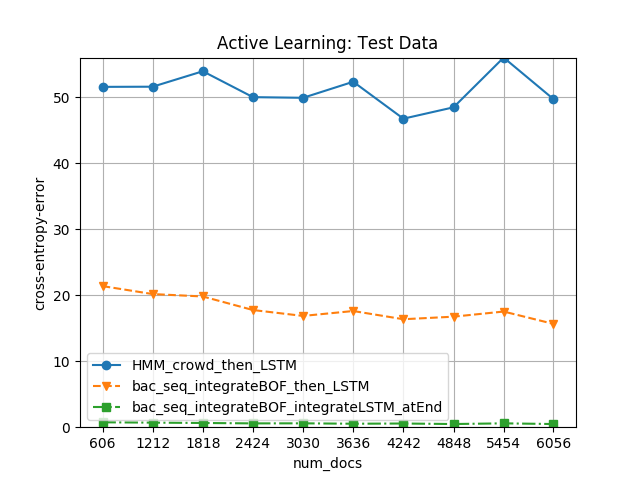 Active Learning: Test Data
cross-entropy-error
50
40
30
20
10
0
HMM_crowd_then_LSTM
bac_seq_integrateBOF_then_LSTM
bac_seq_integrateBOF_integrateLSTM_atEnd
606 1212 1818 2424 3030 3636 4242 4848 5454 6056
num_docs